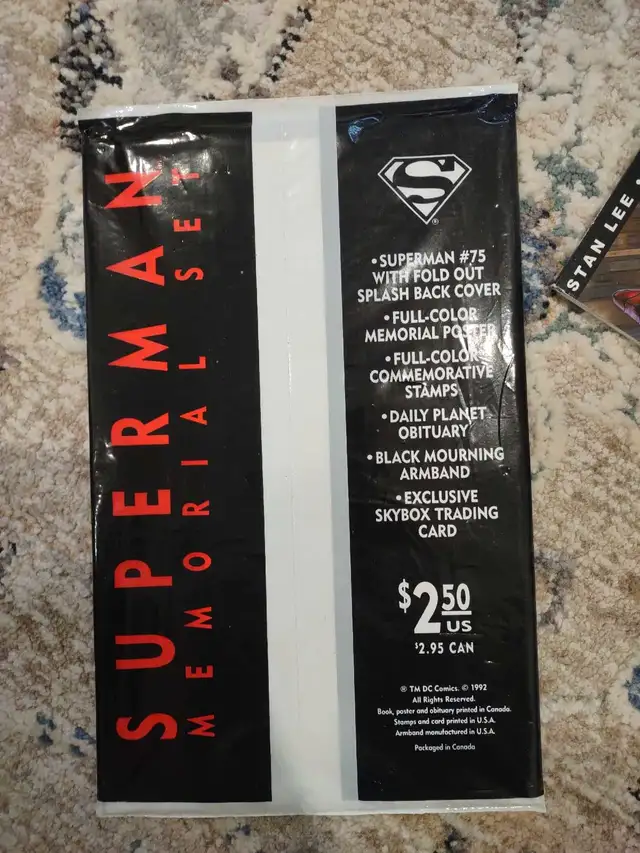 SUPERMAN
MEMORIAL SET
S
®
• SUPERMAN #75
WITH FOLD OUT
SPLASH BACK COVER
• FULL-COLOR
MEMORIAL POSTER
• FULL-COLOR
COMMEMORATIVE
STAMPS
• DAILY PLANET
OBITUARY
• BLACK MOURNING
ARMBAND
• EXCLUSIVE
SKYBOX TRADING
CARD
$2.50
US
$2.95 CAN
® TM DC Comics. © 1992
All Rights Reserved.
Book, poster and obituary printed in Canada.
Stamps and card printed in U.S.A.
Armband manufactured in U.S.A.
Packaged in Canada
STAN LEE